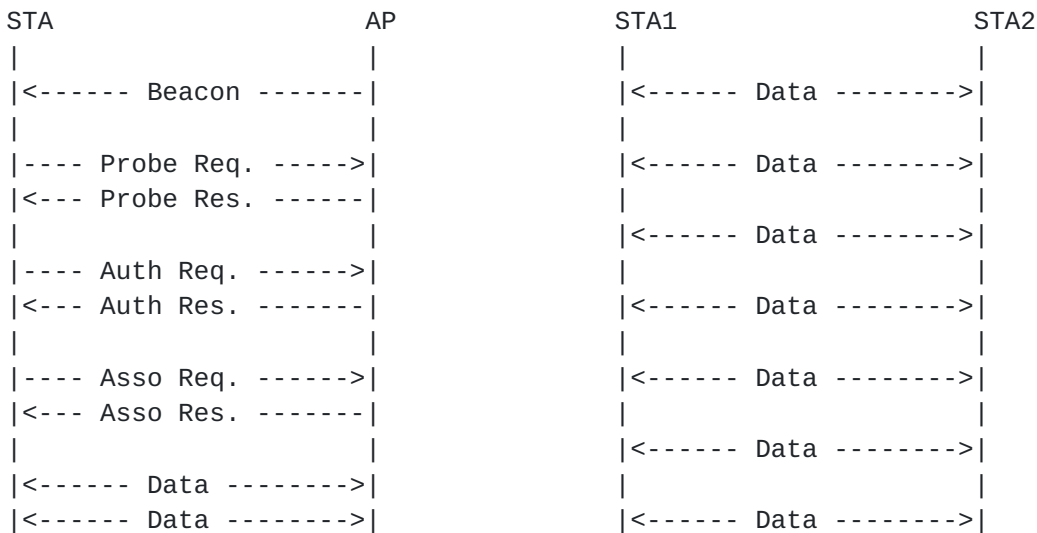 STA                    AP              STA1                   STA2
|                      |               |                      |
|<------ Beacon -------|               |<------ Data -------->|
|                      |               |                      |
|---- Probe Req. ----->|               |<------ Data -------->|
|<--- Probe Res. ------|               |                      |
|                      |               |<------ Data -------->|
|---- Auth Req. ------>|               |                      |
|<--- Auth Res. -------|               |<------ Data -------->|
|                      |               |                      |
|---- Asso Req. ------>|               |<------ Data -------->|
|<--- Asso Res. -------|               |                      |
|                      |               |<------ Data -------->|
|<------ Data -------->|               |                      |
|<------ Data -------->|               |<------ Data -------->|